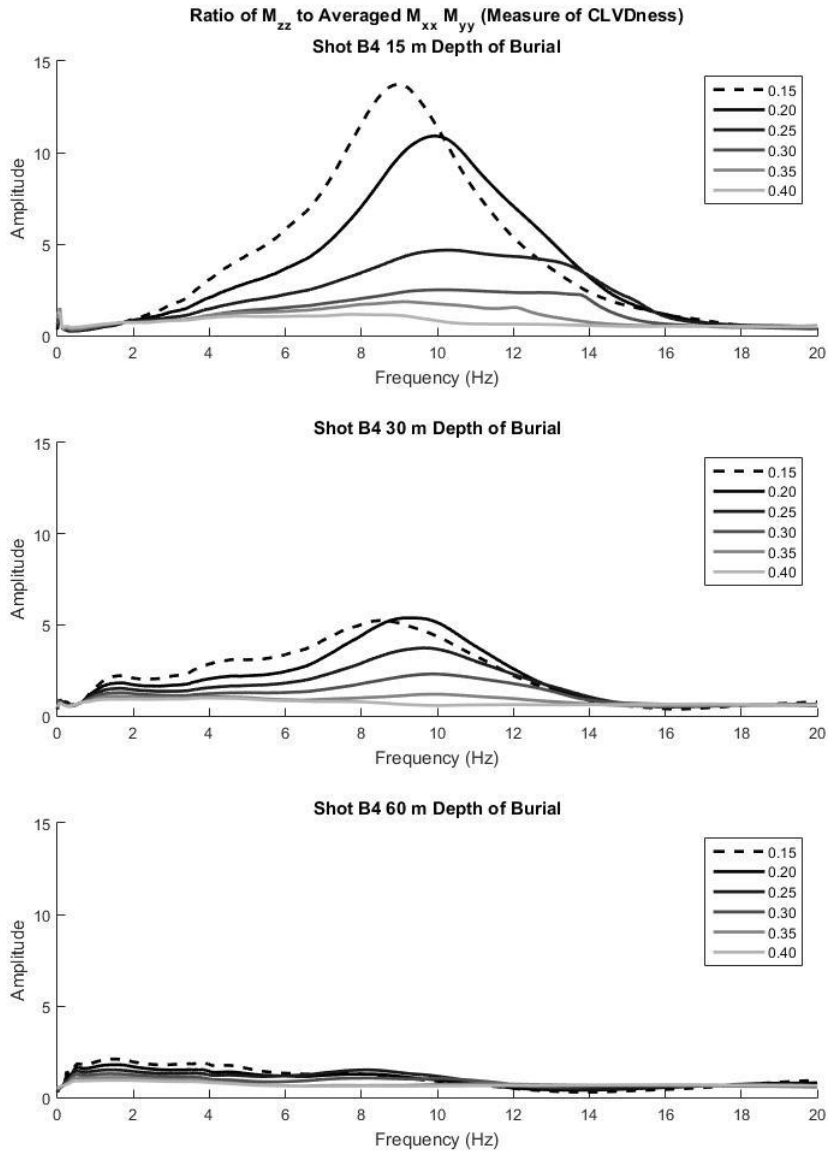 Ratio of Mzz to Averaged Mxx Myy (Measure of CLVDness)
Shot B4 15 m Depth of Burial
15
10
5
0
Amplitude
0.15
0.20
0.25
0.30
0.35
0.40
0 2 4 6 8 10 12 14 16 18 20
Frequency (Hz)
Shot B4 30 m Depth of Burial
15
10
5
0
Amplitude
0.15
0.20
0.25
0.30
0.35
0.40
0 2 4 6 8 10 12 14 16 18 20
Frequency (Hz)
Shot B4 60 m Depth of Burial
15
10
5
0
Amplitude
0.15
0.20
0.25
0.30
0.35
0.40
0 2 4 6 8 10 12 14 16 18 20
Frequency (Hz)